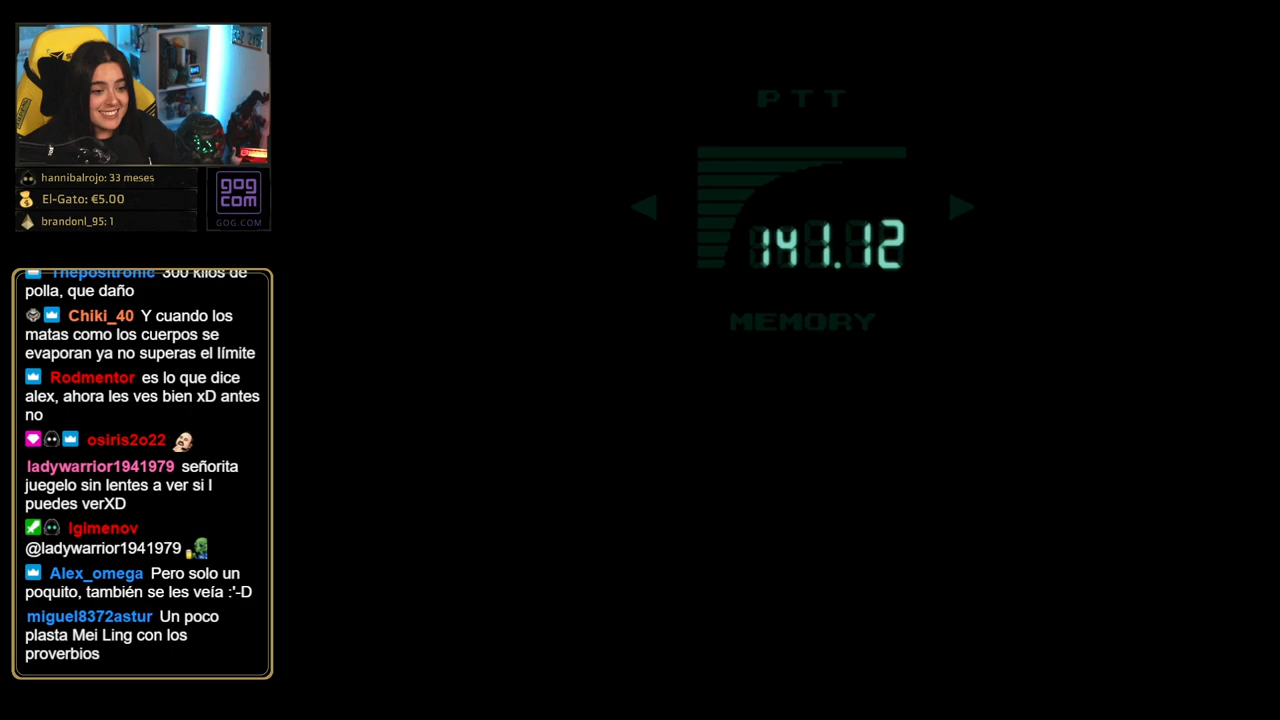 hannibalrojo: 33 meses
El-Gato: €5.00
brandonl_95: 1
gog
com
GOG.COM
Thepositronic 300 kilos de
polla, que daño
Chiki_40 Y cuando los
matas como los cuerpos se
evaporan ya no superas el límite
Rodmentor es lo que dice
alex, ahora les ves bien xD antes
no
osiris2o22
ladywarrior1941979 señorita
juegelo sin lentes a ver si l
puedes verXD
Igimenov
@ladywarrior1941979
Alex_omega Pero solo un
poquito, también se les veía :'-D
miguel8372astur Un poco
plasta Mei Ling con los
proverbios
PTT
141.12
MEMORY